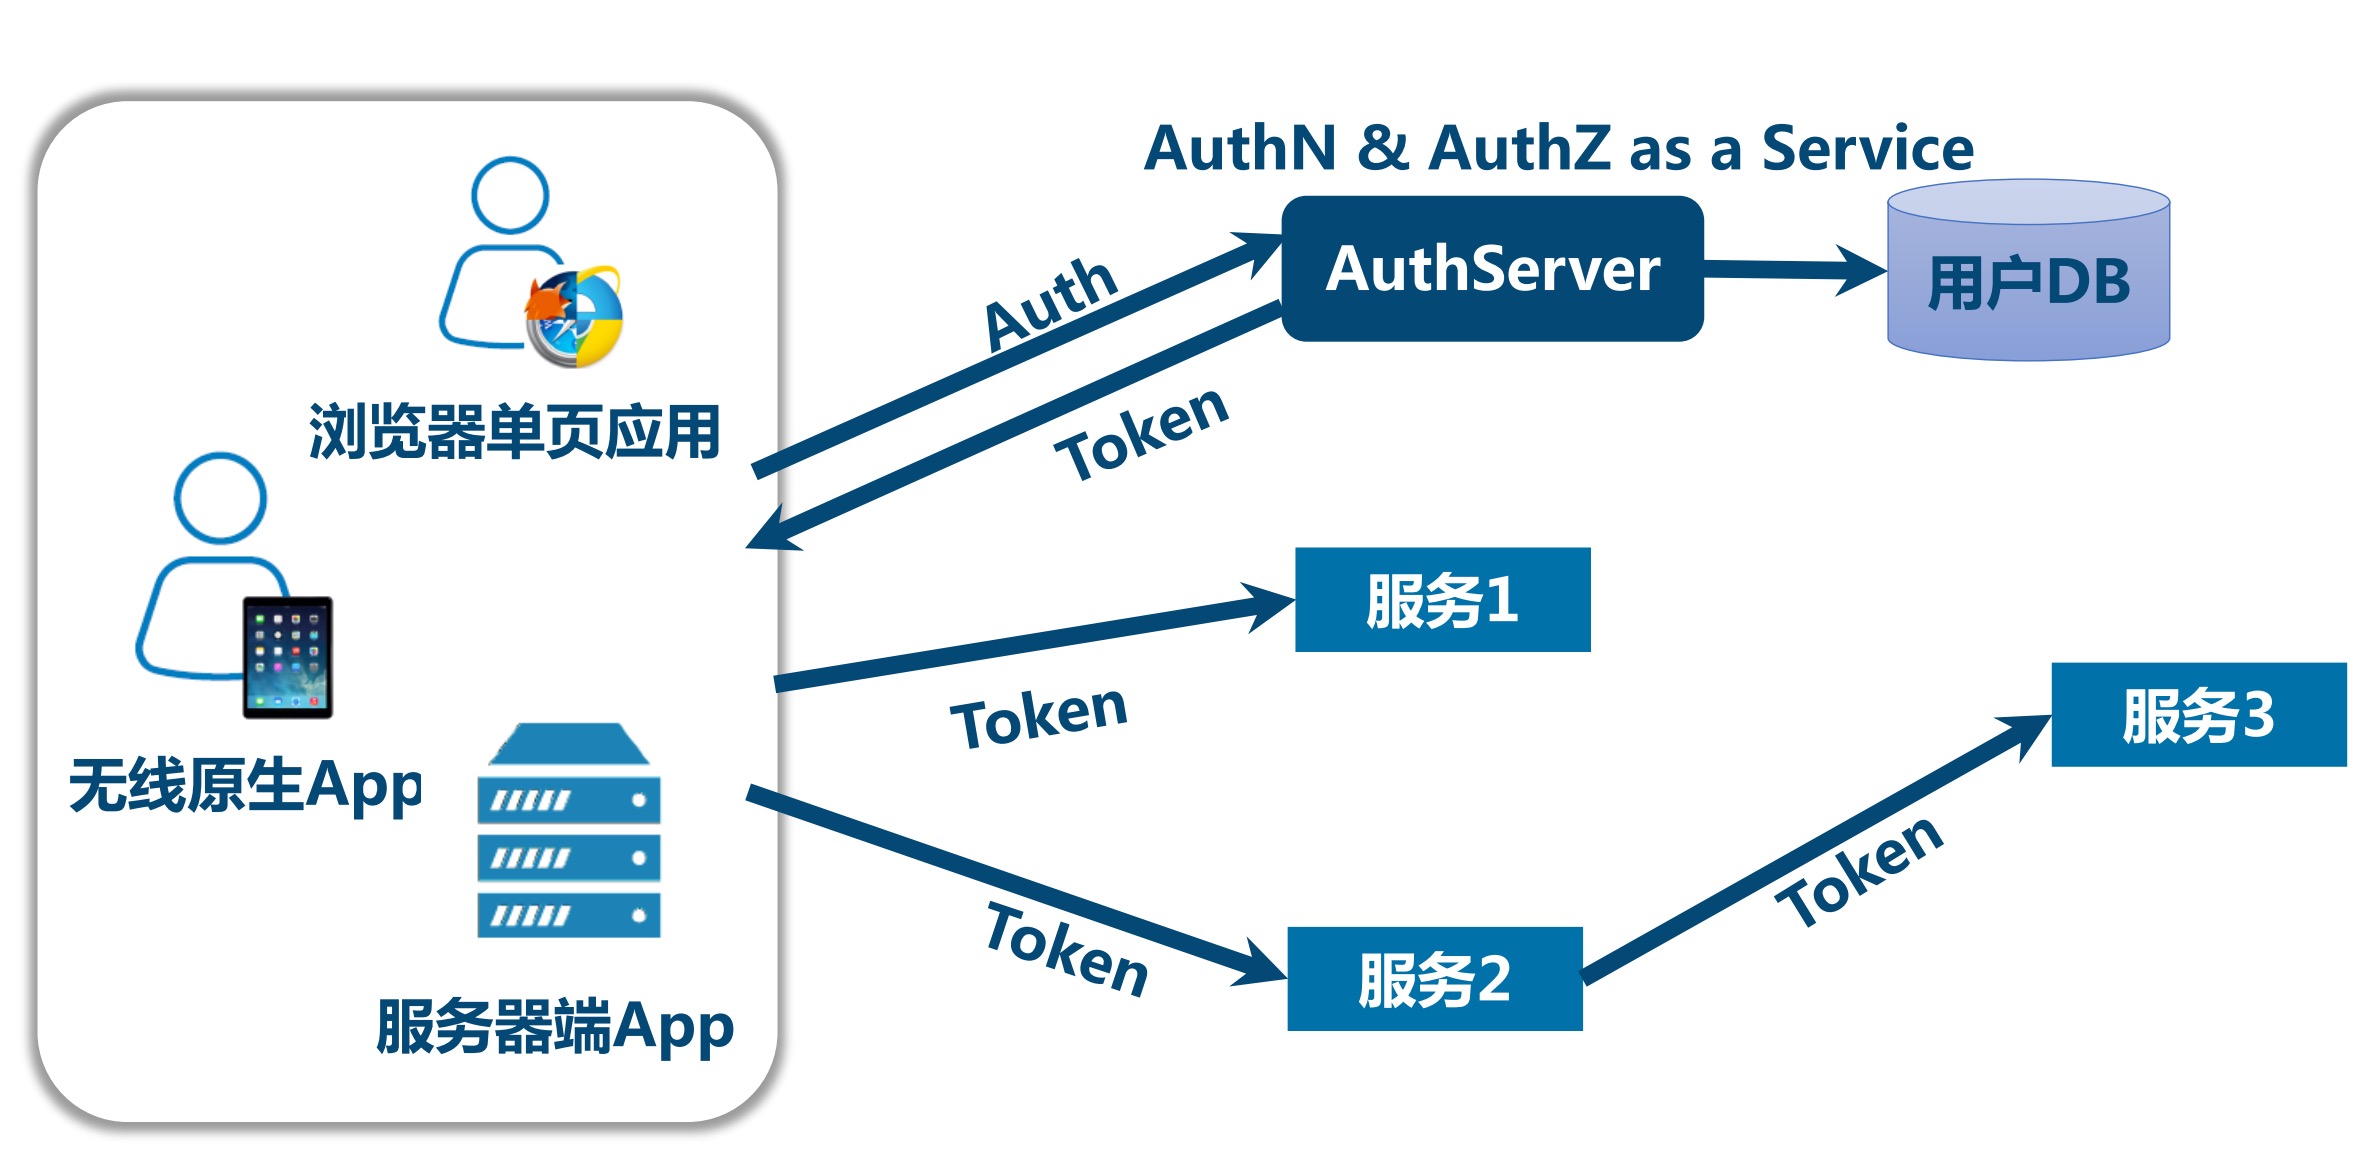 AuthN & AuthZ as a Service
AuthServer
用户DB
Auth
Token
浏览器单页应用
无线原生App
服务器端App
服务1
Token
服务3
Token
服务2
Token